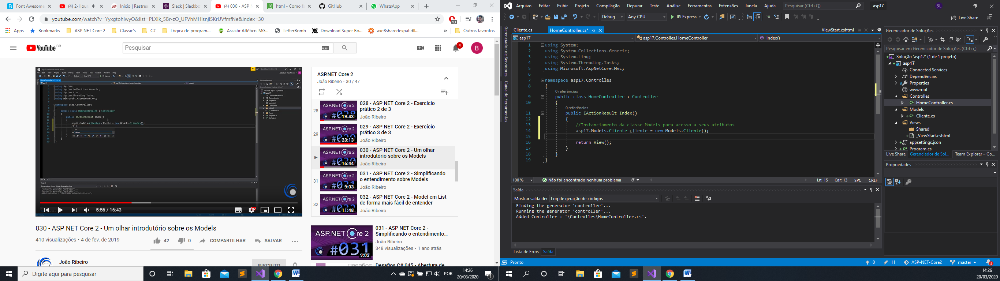 Font Awesome
(4) 2-Hour
Início | Rastrea
Slack | Slackbo
(4) 030 - ASP N
html - Como fa
GitHub
WhatsApp
youtube.com/watch?v=YyxgtohlwyQ&list=PLXik_5Br-zO_UFVhMHlsnjl5KrUVfmfNe&index=30
13
Apps
Bookmarks
ASP NET Core 2
Classic's
C#
Lógica de program...
Assistir Atlético-MG...
LetterBomb
Download Super Bo...
axe8sharedexpat.dll...
»
Outros favoritos
YouTube BR
Pesquisar
4
B
using System;
using System.Collections.Generic;
using System.Linq;
using System.Threading.Tasks;
using Microsoft.AspNetCore.Mvc;
namespace asp17.Controllers
{
public class HomeController : Controller
{
public IActionResult Index()
{
asp17.Models.Clientes cliente = new Models.Clientes();
clit
5:56 / 16:43
HD
ASP.NET Core 2
João Ribeiro - 30 / 47
28
19:43
028 - ASP NET Core 2 - Exercício
prático 2 de 3
João Ribeiro
29
23:13
029 - ASP NET Core 2 - Exercício
prático 3 de 3
João Ribeiro
16:44
030 - ASP NET Core 2 - Um olhar
introdutório sobre os Models
João Ribeiro
31
9:03
031 - ASP NET Core 2 - Simplificando
o entendimento sobre Models
João Ribeiro
32
11:48
032 - ASP NET Core 2 - Model em List
de forma mais fácil de entender
João Ribeiro
030 - ASP NET Core 2 - Um olhar introdutório sobre os Models
410 visualizações • 4 de fev. de 2019
42
0
COMPARTILHAR
SALVAR
João Ribeiro
INSCRITO
ASP.NET Core 2
#031
9:03
031 - ASP NET Core 2 -
Simplificando o entendimento...
João Ribeiro
348 visualizações • 1 ano atrás
Desafios C# 045 - Abertura de
Digite aqui para pesquisar
POR
14:26
20/03/2020
1
Arquivo
Editar
Exibir
Projeto
Compilação
Depurar
Teste
Análise
Ferramentas
Extensões
Janela
Ajuda
Pesquisar (Ctrl+Q)
asp17
BL
Debug
Any CPU
IIS Express
Live Share
Gerenciador de Servidores
Caixa de Ferramentas
Cliente.cs
HomeController.cs*
_ViewStart.cshtml
asp17
asp17.Controlles.HomeController
Index()
1 using System;
2 using System.Collections.Generic;
3 using System.Linq;
4 using System.Threading.Tasks;
5 using Microsoft.AspNetCore.Mvc;
6
7 namespace asp17.Controlles
8 {
0 referências
9 public class HomeController : Controller
10 {
0 referências
11 public IActionResult Index()
12 {
13 //Instanciamento da classe Models para acesso a seus atributos
14 asp17.Models.Cliente cliente = new Models.Cliente();
15
16 return View();
17 }
18 }
19 }
100 %
Não foi encontrado nenhum problema
Ln: 15
Car: 13
SPC
CRLF
Saída
Mostrar saída de:
Log de geração de códigos
Finding the generator 'controller'...
Running the generator 'controller'...
Added Controller : '\Controlles\HomeController.cs'.
Lista de Erros
Saída
Gerenciador de Soluções
Pesquisar em Gerenciador de Soluções (Ctrl+ç)
Solução 'asp17' (1 de 1 projeto)
asp17
Connected Services
Dependências
Properties
wwwroot
Controlles
HomeController.cs
Models
Cliente.cs
Views
Shared
_ViewStart.cshtml
appsettings.json
Program.cs
Live Share
Gerenciador de Sol...
Team Explorer – Co...
Propriedades
Pronto
0
11
ASP-NET-Core2
master
3
14:26
20/03/2020